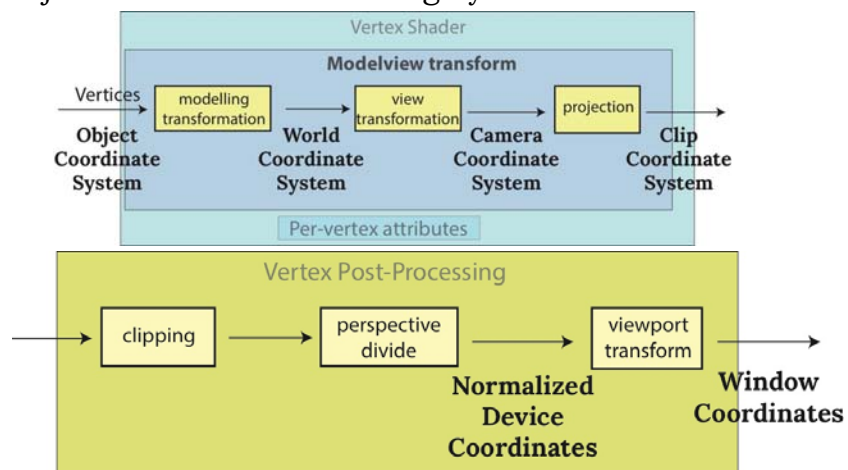 Vertex Shader
Modelview transform
Vertices
modelling
transformation
view
transformation
projection
Object
Coordinate
System
World
Coordinate
System
Camera
Coordinate
System
Clip
Coordinate
System
Per-vertex attributes
Vertex Post-Processing
clipping
perspective
divide
viewport
transform
Normalized
Device
Coordinates
Window
Coordinates